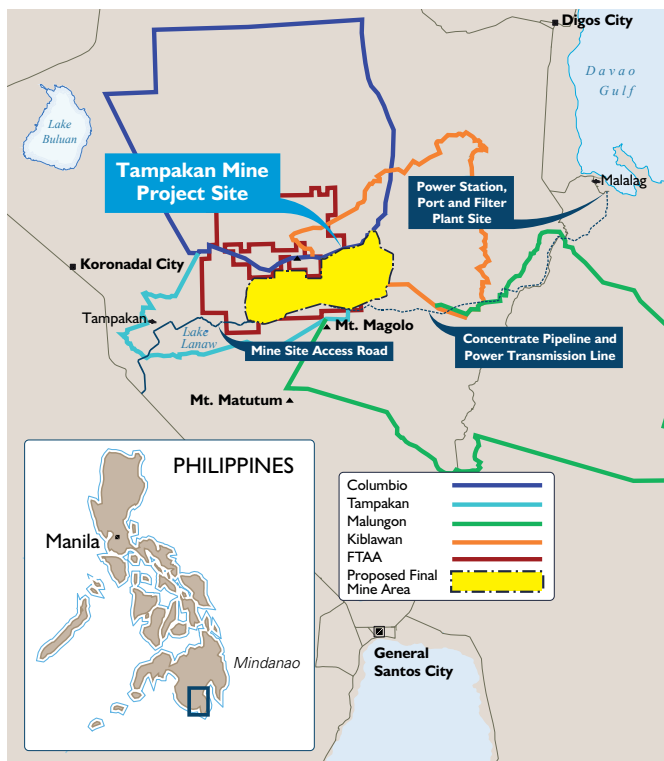 Digos City
Davao
Gulf
Lake
Buluan
Tampakan Mine
Project Site
Power Station,
Port and Filter
Plant Site
Malalag
Koronadal City
Tampakan
Lake
Lanaw
Mt. Magolo
Mine Site Access Road
Concentrate Pipeline and
Power Transmission Line
Mt. Matutum
PHILIPPINES
Manila
Mindanao
Columbio
Tampakan
Malungon
Kiblawan
FTAA
Proposed Final
Mine Area
General
Santos City